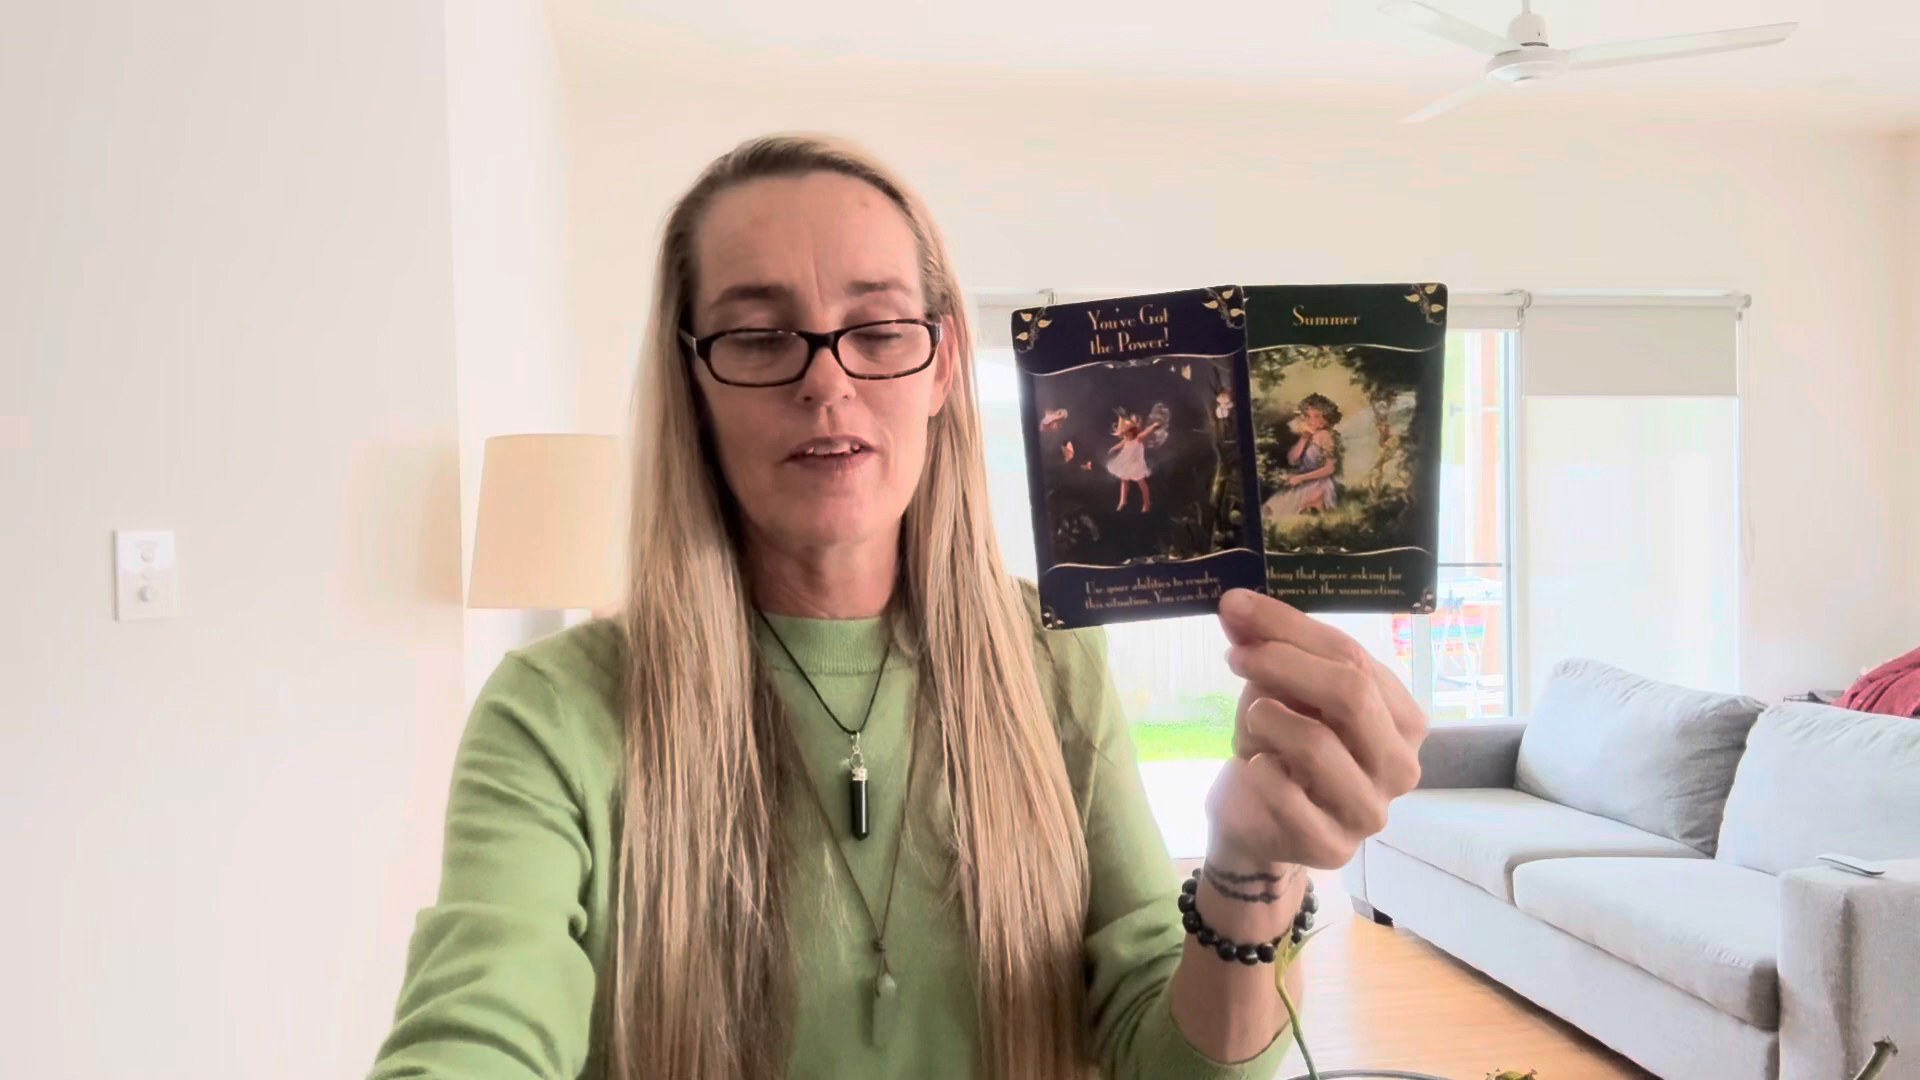 You've Got
the Power!
Use your abilities to resolve
this situation. You can do it!
Summer
thing that you're asking for
s yours in the summertime.